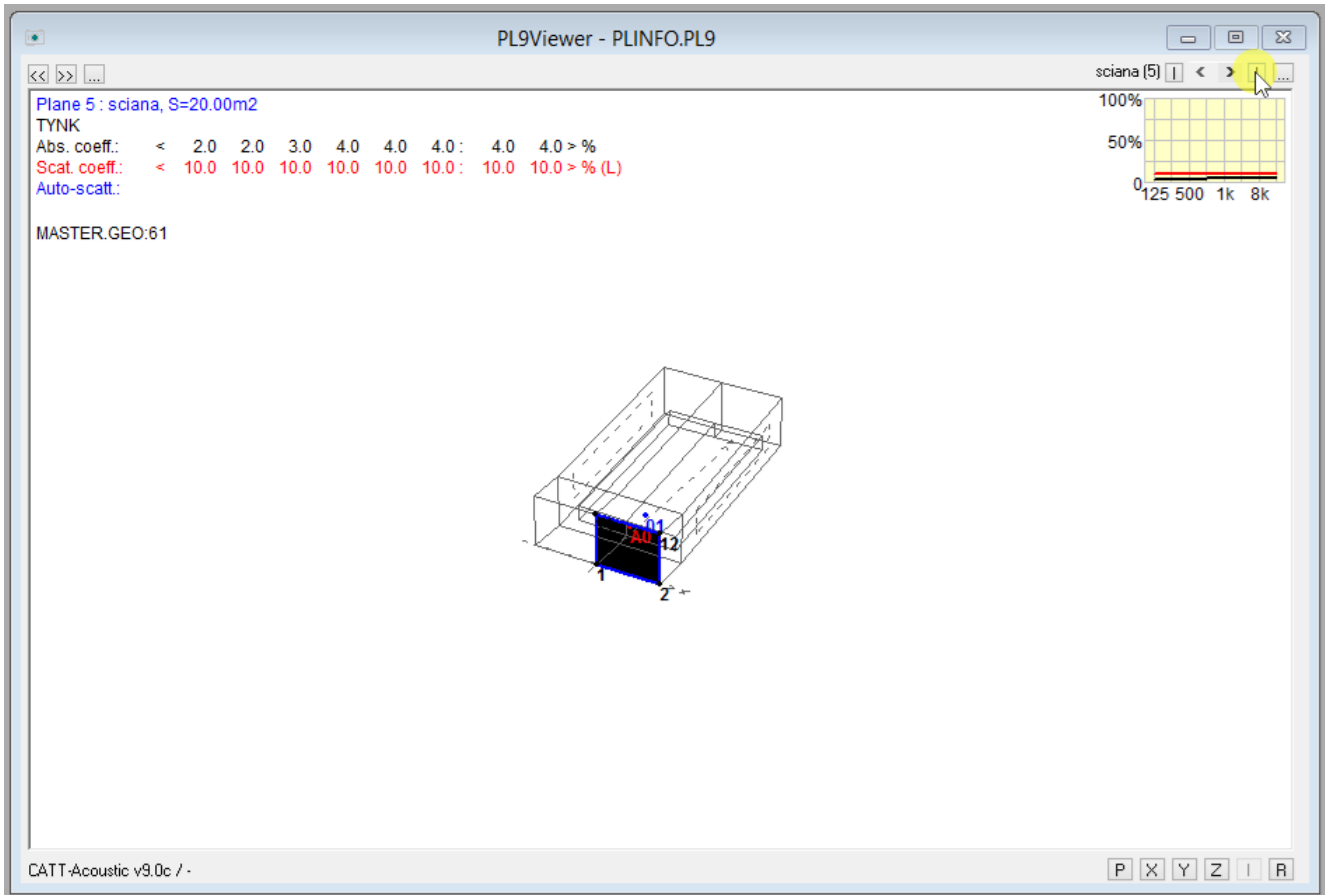 PL9Viewer - PLINFO.PL9
<< >> ...
sciana (5) | < > | ...
Plane 5 : sciana, S=20.00m2
TYNK
Abs. coeff.: < 2.0 2.0 3.0 4.0 4.0 4.0 : 4.0 4.0 > %
Scat. coeff.: < 10.0 10.0 10.0 10.0 10.0 10.0 : 10.0 10.0 > % (L)
Auto-scatt.:
MASTER.GEO:61
100%
50%
0
125 500 1k 8k
01
A0
12
1
2
CATT-Acoustic v9.0c / -
P X Y Z I R